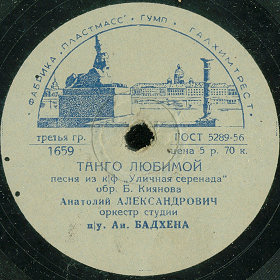 ФАБРИКА „ПЛАСТМАСС" • ГУМП • ГАЛХИМТРЕСТ
третья гр. ГОСТ 5289-56
1659 цена 5 р. 70 к.
ТАНГО ЛЮБИМОЙ
песня из к/ф „Уличная серенада"
обр. Б. Киянова
Анатолий АЛЕКСАНДРОВИЧ
оркестр студии
п/у. Ан. БАДХЕНА